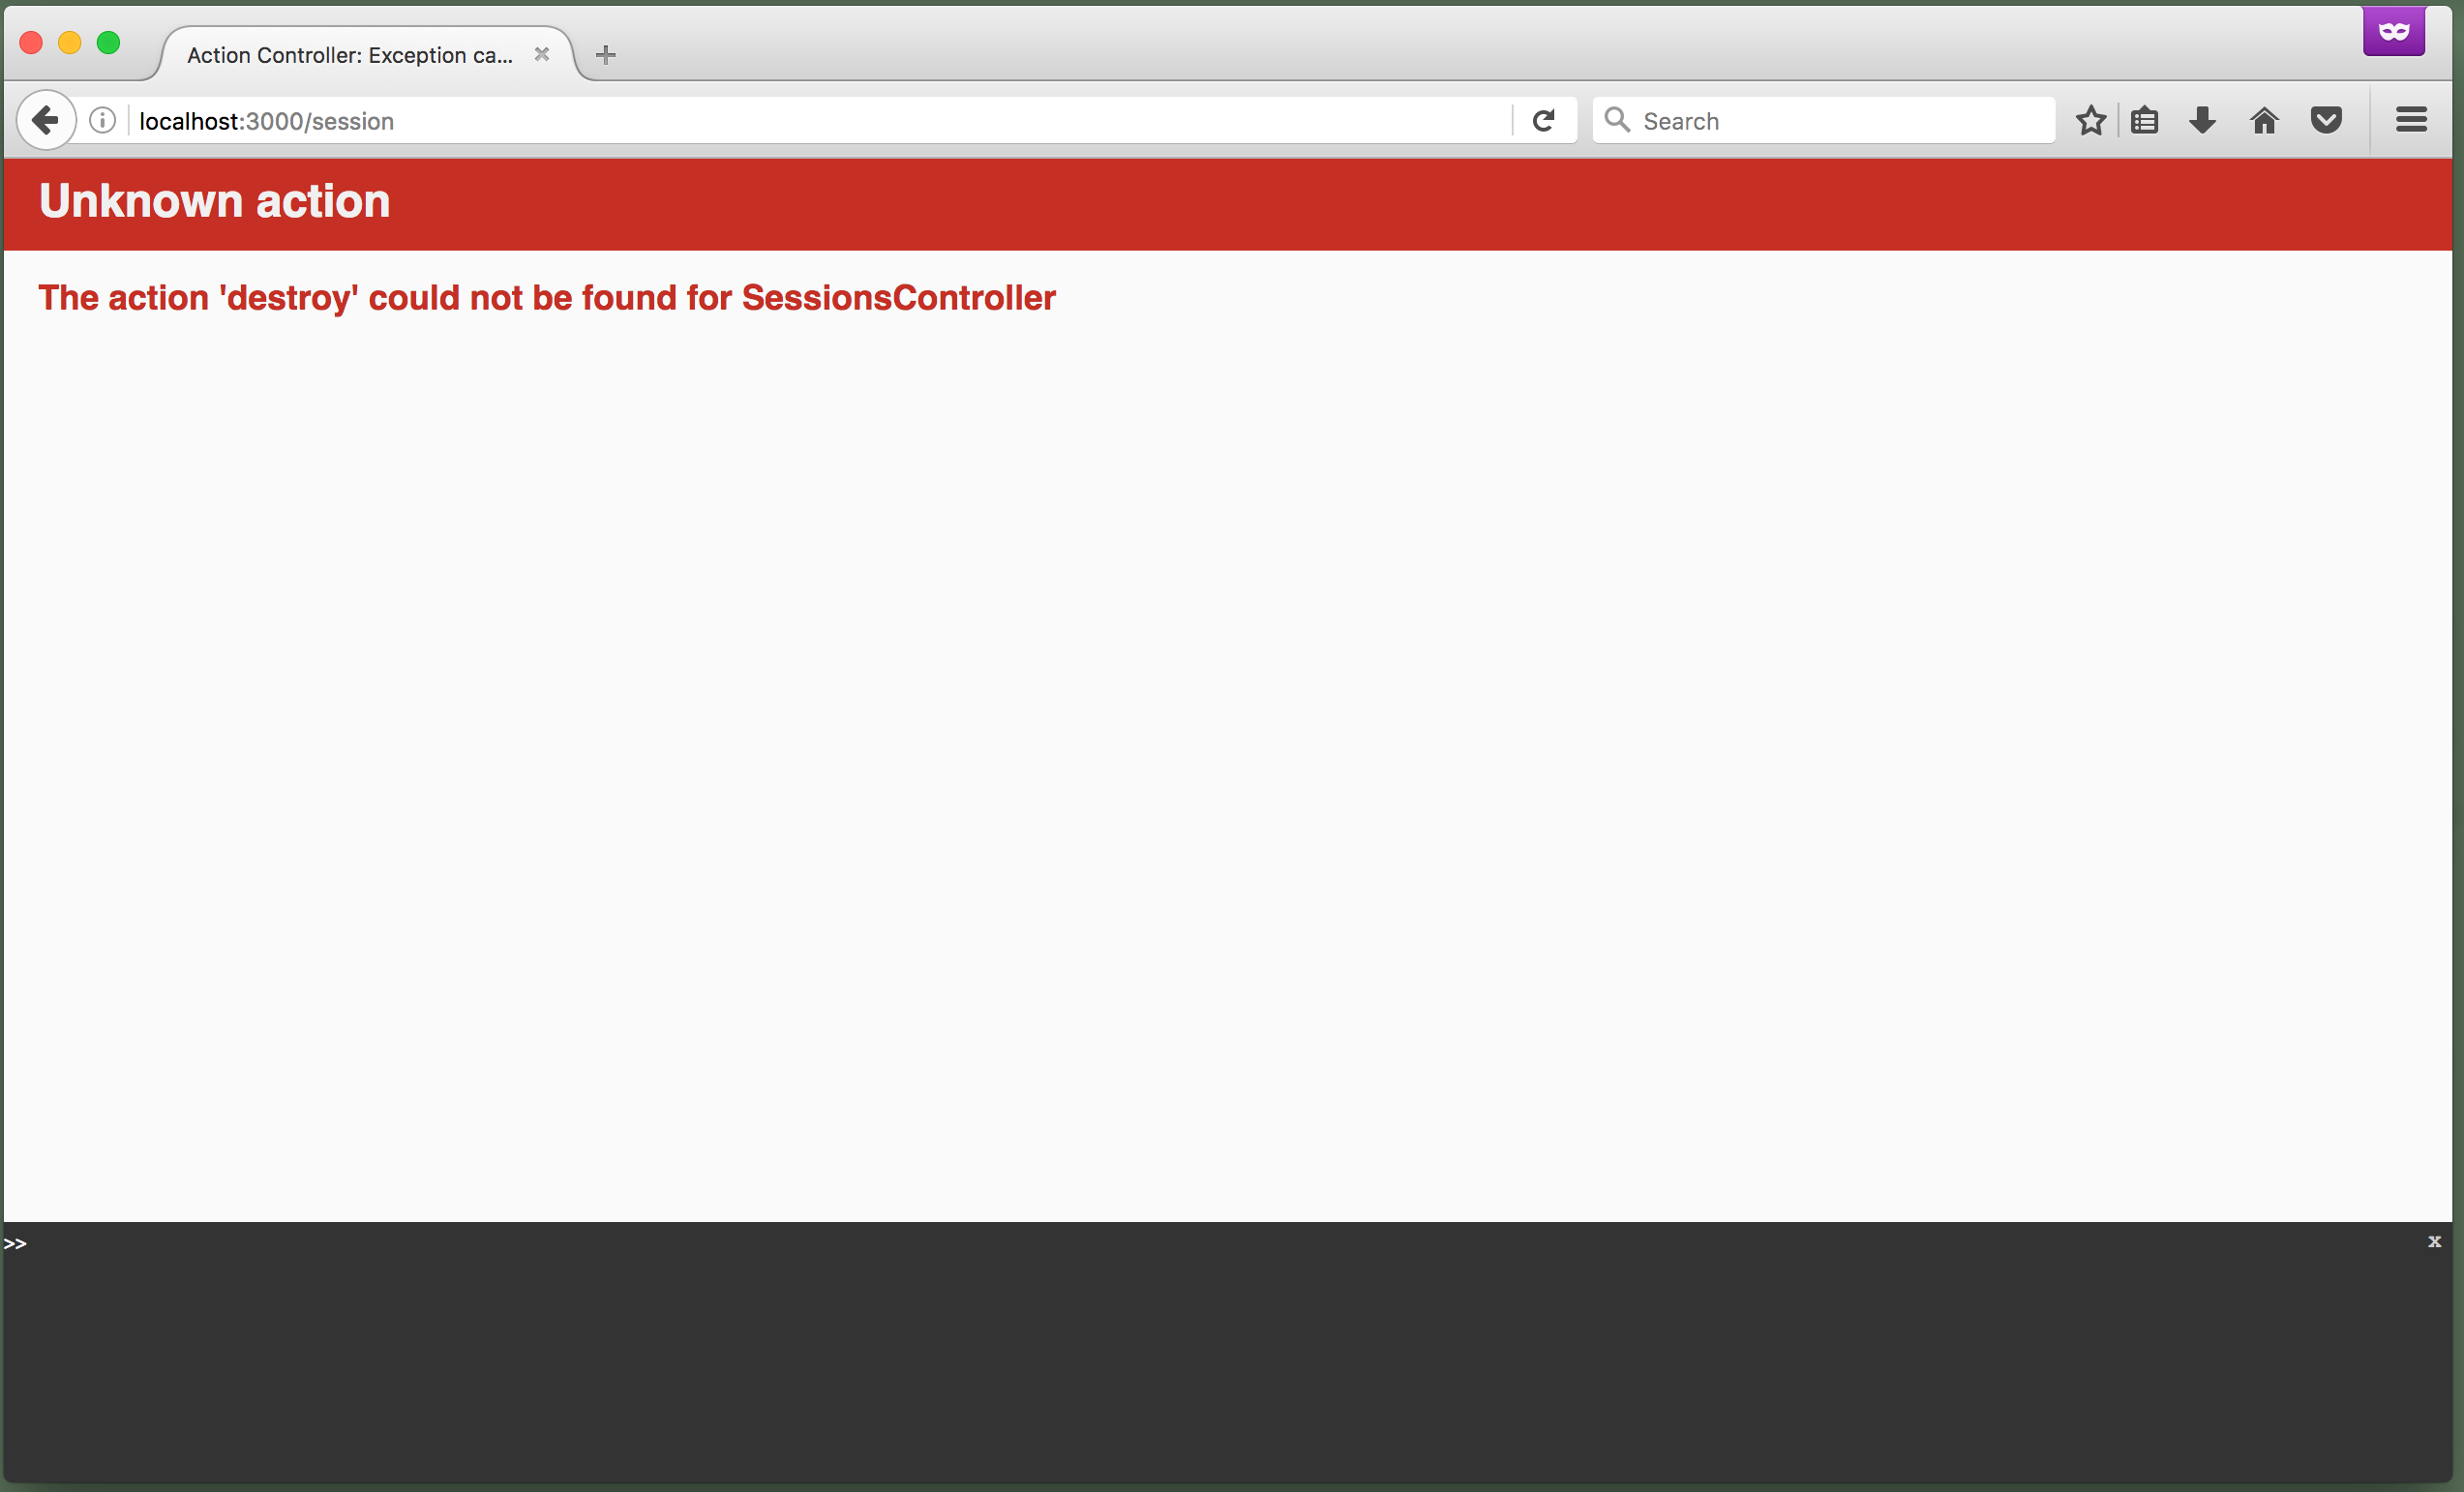 Action Controller: Exception ca...
localhost:3000/session
Search
Unknown action
The action 'destroy' could not be found for SessionsController
>>
x